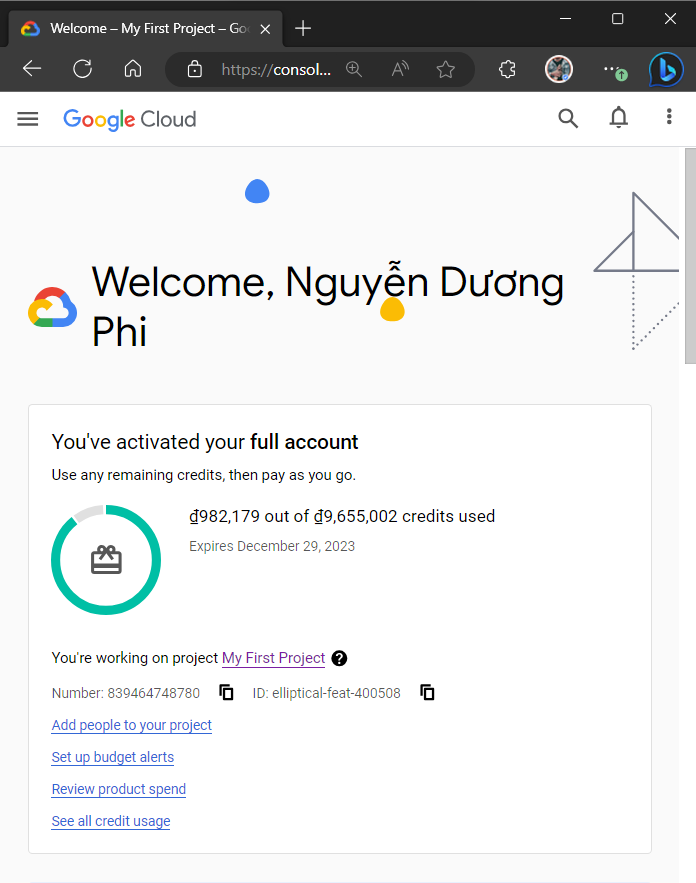 Welcome – My First Project – Goo
https://consol...
Google Cloud
Welcome, Nguyễn Dương
Phi
You've activated your full account
Use any remaining credits, then pay as you go.
₫982,179 out of ₫9,655,002 credits used
Expires December 29, 2023
You're working on project My First Project
Number: 839464748780 ID: elliptical-feat-400508
Add people to your project
Set up budget alerts
Review product spend
See all credit usage